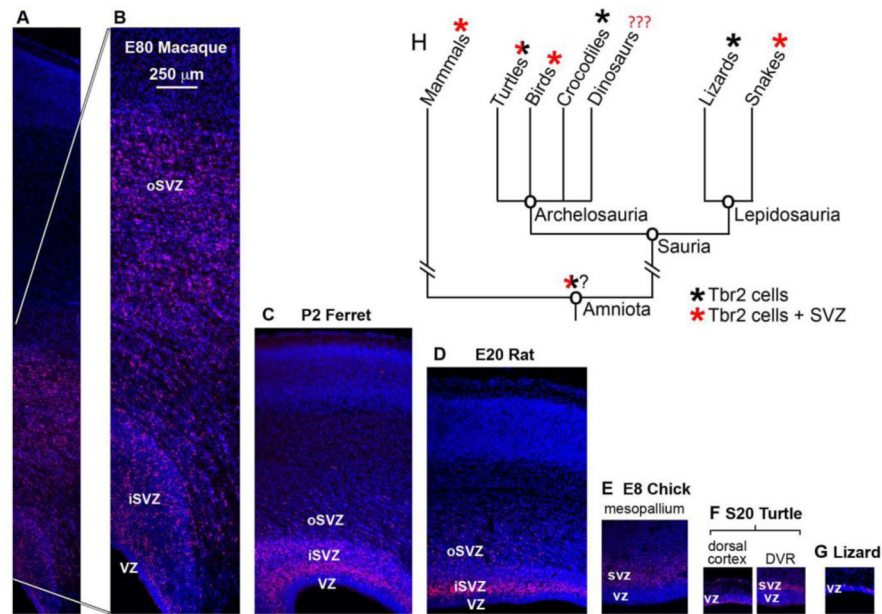 A
B
E80 Macaque
250 µm
oSVZ
iSVZ
VZ
C
P2 Ferret
oSVZ
iSVZ
VZ
D
E20 Rat
oSVZ
iSVZ
VZ
E E8 Chick
mesopallium
SVZ
VZ
F S20 Turtle
dorsal
cortex
DVR
VZ
SVZ
VZ
G Lizard
VZ
H
Mammals *
Turtles *
Birds *
Crocodiles *
Dinosaurs ???
Lizards *
Snakes *
Archelosauria
Lepidosauria
Sauria
*?
Amniota
* Tbr2 cells
* Tbr2 cells + SVZ